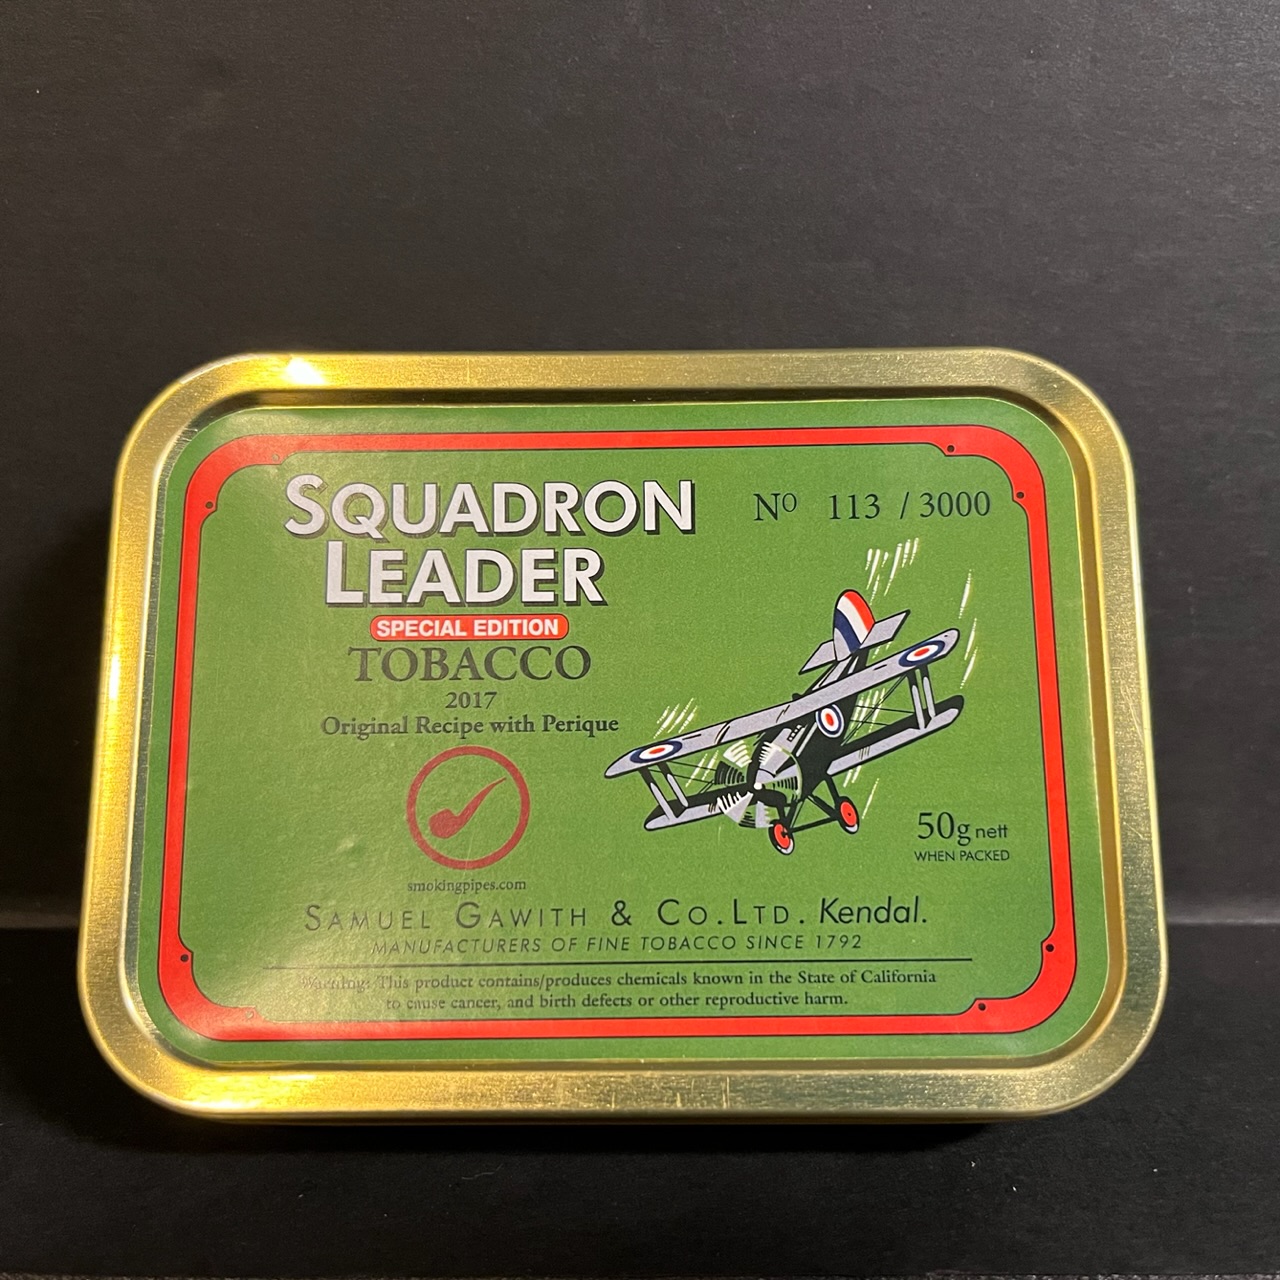 SQUADRON
LEADER
Nº 113 / 3000
SPECIAL EDITION
TOBACCO
2017
Original Recipe with Perique
smokingpipes.com
50g nett
WHEN PACKED
SAMUEL GAWITH & CO. LTD. Kendal.
MANUFACTURERS OF FINE TOBACCO SINCE 1792
Warning: This product contains/produces chemicals known in the State of California
to cause cancer, and birth defects or other reproductive harm.